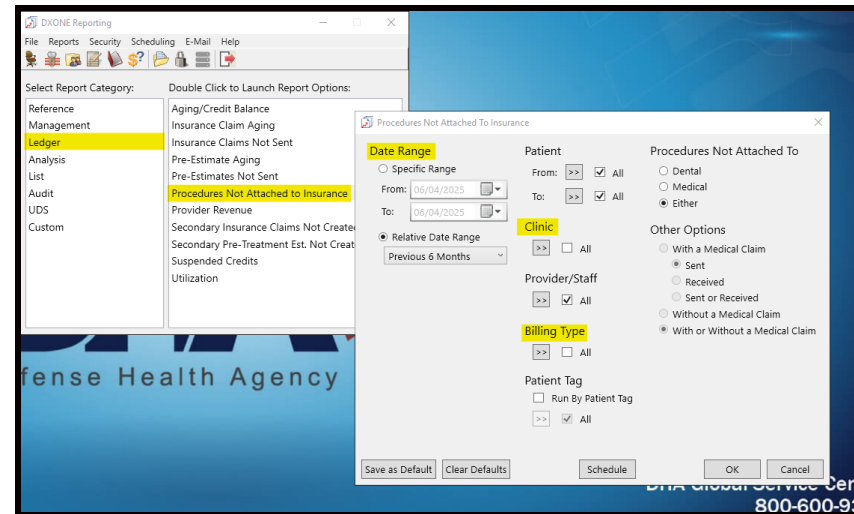 DXONE Reporting
File Reports Security Scheduling E-Mail Help
Select Report Category:
Reference
Management
Ledger
Analysis
List
Audit
UDS
Custom
Double Click to Launch Report Options:
Aging/Credit Balance
Insurance Claim Aging
Insurance Claims Not Sent
Pre-Estimate Aging
Pre-Estimates Not Sent
Procedures Not Attached to Insurance
Provider Revenue
Secondary Insurance Claims Not Create
Secondary Pre-Treatment Est. Not Creat
Suspended Credits
Utilization
Procedures Not Attached To Insurance
Date Range
Specific Range
From: 06/04/2025
To: 06/04/2025
Relative Date Range
Previous 6 Months
Patient
From: >> All
To: >> All
Clinic
>> All
Provider/Staff
>> All
Billing Type
>> All
Patient Tag
Run By Patient Tag
>> All
Procedures Not Attached To
Dental
Medical
Either
Other Options
With a Medical Claim
Sent
Received
Sent or Received
Without a Medical Claim
With or Without a Medical Claim
Save as Default Clear Defaults Schedule OK Cancel
fense Health Agency
DHA Global Service Cen
800-600-93